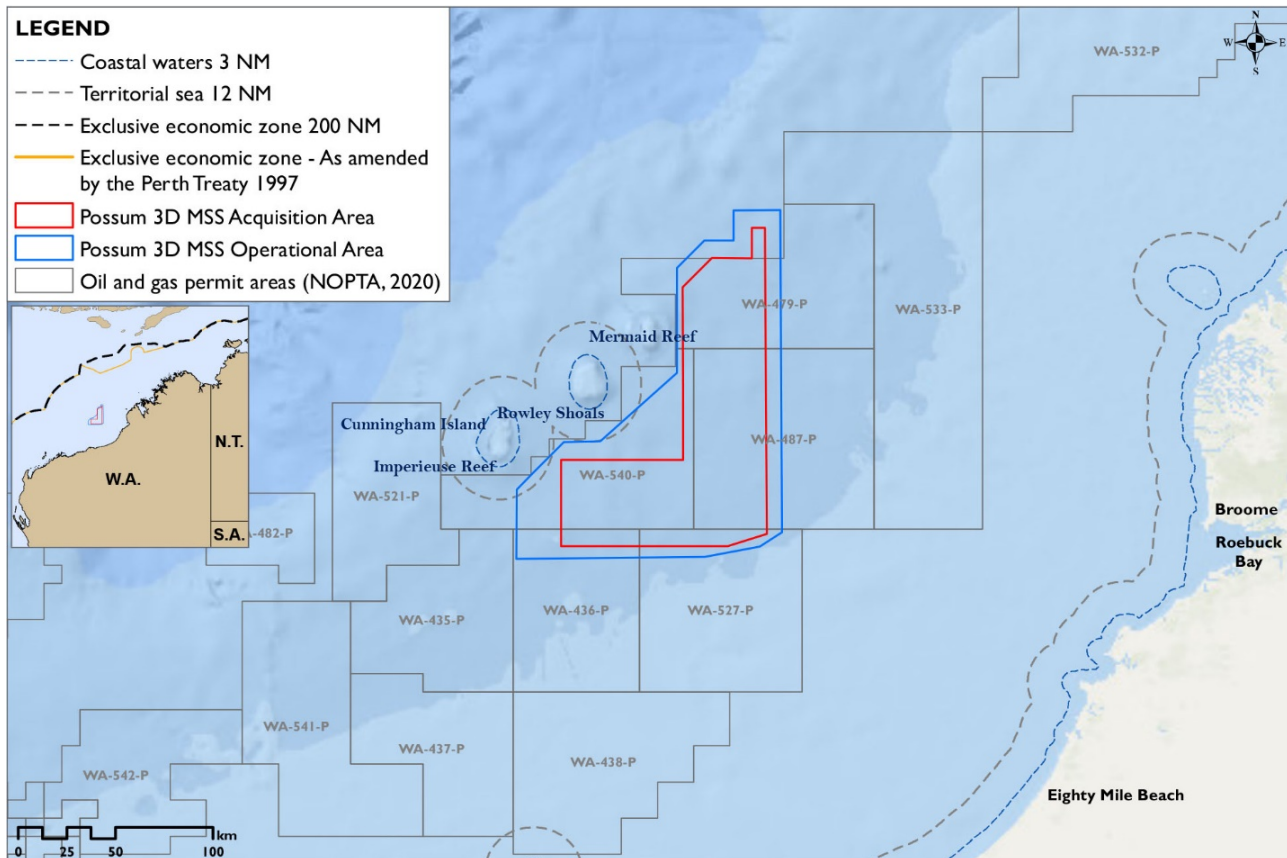 LEGEND
Coastal waters 3 NM
Territorial sea 12 NM
Exclusive economic zone 200 NM
Exclusive economic zone - As amended
by the Perth Treaty 1997
Possum 3D MSS Acquisition Area
Possum 3D MSS Operational Area
Oil and gas permit areas (NOPTA, 2020)
N
W
E
S
WA-532-P
WA-479-P
WA-533-P
Mermaid Reef
Rowley Shoals
Cunningham Island
Imperieuse Reef
WA-487-P
WA-540-P
WA-521-P
N.T.
W.A.
S.A.
-482-P
Broome
Roebuck
Bay
WA-435-P
WA-436-P
WA-527-P
WA-541-P
WA-437-P
WA-438-P
WA-542-P
Eighty Mile Beach
km
0 25 50 100